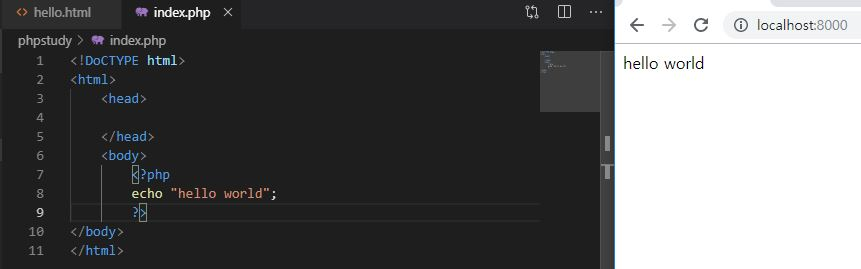 hello.html
index.php
phpstudy > index.php
1 <!DoCTYPE html>
2 <html>
3 <head>
4
5 </head>
6 <body>
7 <?php
8 echo "hello world";
9 ?>
10 </body>
11 </html>
localhost:8000
hello world